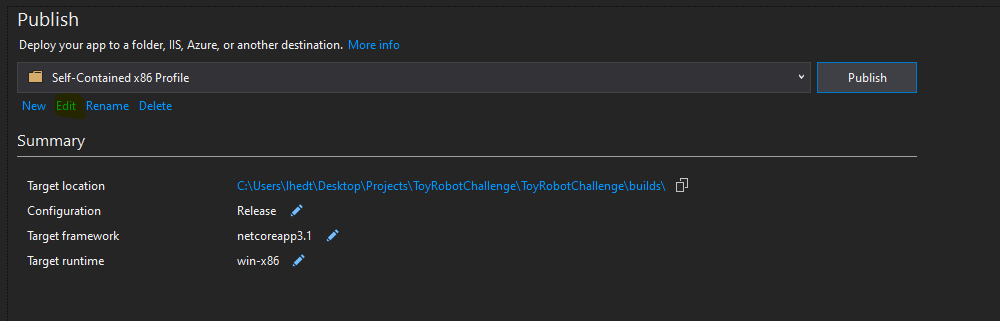 Publish
Deploy your app to a folder, IIS, Azure, or another destination. More info
Self-Contained x86 Profile
Publish
New Edit Rename Delete
Summary
Target location C:\Users\lhedt\Desktop\Projects\ToyRobotChallenge\ToyRobotChallenge\builds\
Configuration Release
Target framework netcoreapp3.1
Target runtime win-x86